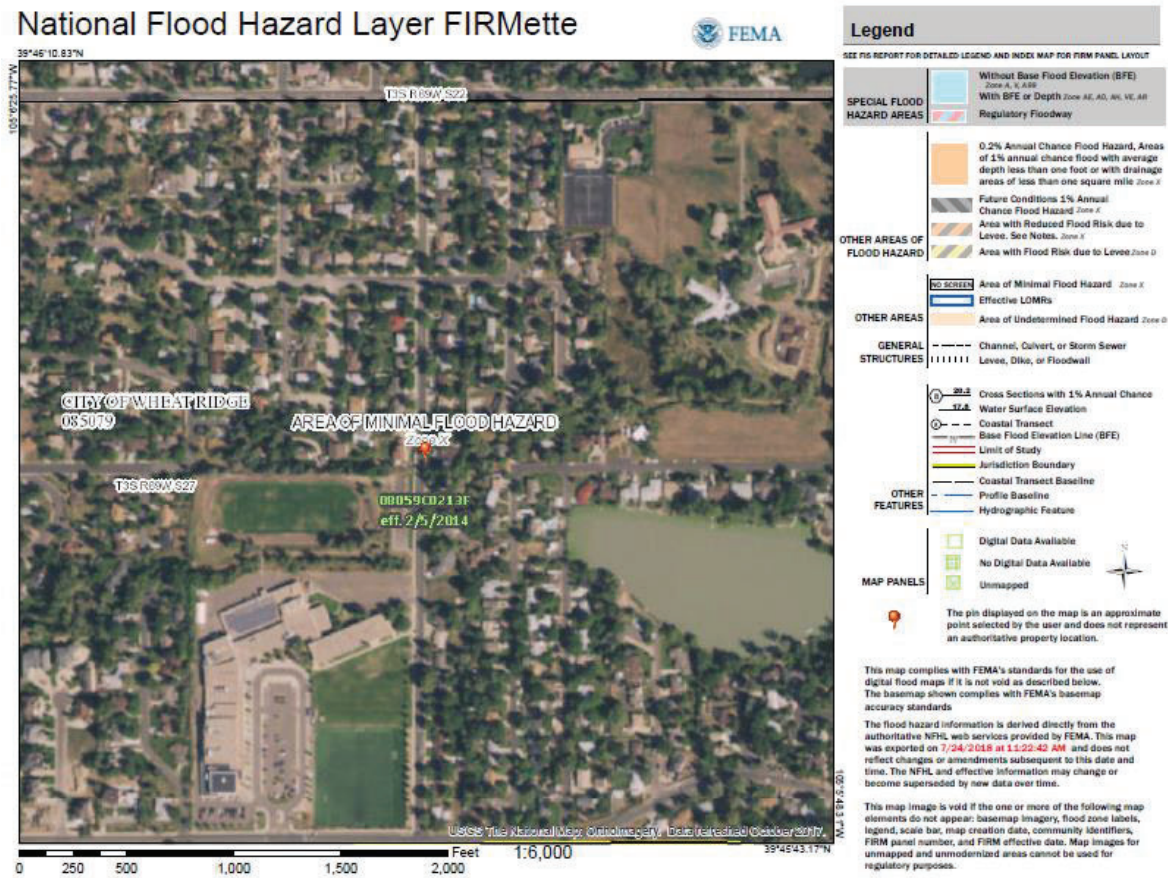 National Flood Hazard Layer FIRMette
FEMA
39°46'10.83"N
105°6'25.77"W
T3S R69W S22
CITY OF WHEAT RIDGE
085079
AREA OF MINIMAL FLOOD HAZARD
Zone X
T3S R69W S27
08059C0213F
eff. 2/5/2014
USGS The National Map: Orthoimagery. Data refreshed October 2017.
105°5'48.31"W
39°45'43.17"N
Feet
1:6,000
0
250
500
1,000
1,500
2,000
Legend
SEE FIS REPORT FOR DETAILED LEGEND AND INDEX MAP FOR FIRM PANEL LAYOUT
SPECIAL FLOOD
HAZARD AREAS
Without Base Flood Elevation (BFE)
Zone A, V, A99
With BFE or Depth Zone AE, AO, AH, VE, AR
Regulatory Floodway
OTHER AREAS OF
FLOOD HAZARD
0.2% Annual Chance Flood Hazard, Areas
of 1% annual chance flood with average
depth less than one foot or with drainage
areas of less than one square mile Zone X
Future Conditions 1% Annual
Chance Flood Hazard Zone X
Area with Reduced Flood Risk due to
Levee. See Notes. Zone X
Area with Flood Risk due to Levee Zone D
OTHER AREAS
NO SCREEN Area of Minimal Flood Hazard Zone X
Effective LOMRs
Area of Undetermined Flood Hazard Zone D
GENERAL
STRUCTURES
Channel, Culvert, or Storm Sewer
Levee, Dike, or Floodwall
OTHER
FEATURES
20.2 Cross Sections with 1% Annual Chance
17.5 Water Surface Elevation
Coastal Transect
Base Flood Elevation Line (BFE)
Limit of Study
Jurisdiction Boundary
Coastal Transect Baseline
Profile Baseline
Hydrographic Feature
MAP PANELS
Digital Data Available
No Digital Data Available
Unmapped
The pin displayed on the map is an approximate
point selected by the user and does not represent
an authoritative property location.
This map complies with FEMA's standards for the use of
digital flood maps if it is not void as described below.
The basemap shown complies with FEMA's basemap
accuracy standards
The flood hazard information is derived directly from the
authoritative NFHL web services provided by FEMA. This map
was exported on 7/24/2018 at 11:22:42 AM and does not
reflect changes or amendments subsequent to this date and
time. The NFHL and effective information may change or
become superseded by new data over time.
This map image is void if the one or more of the following map
elements do not appear: basemap imagery, flood zone labels,
legend, scale bar, map creation date, community identifiers,
FIRM panel number, and FIRM effective date. Map images for
unmapped and unmodernized areas cannot be used for
regulatory purposes.